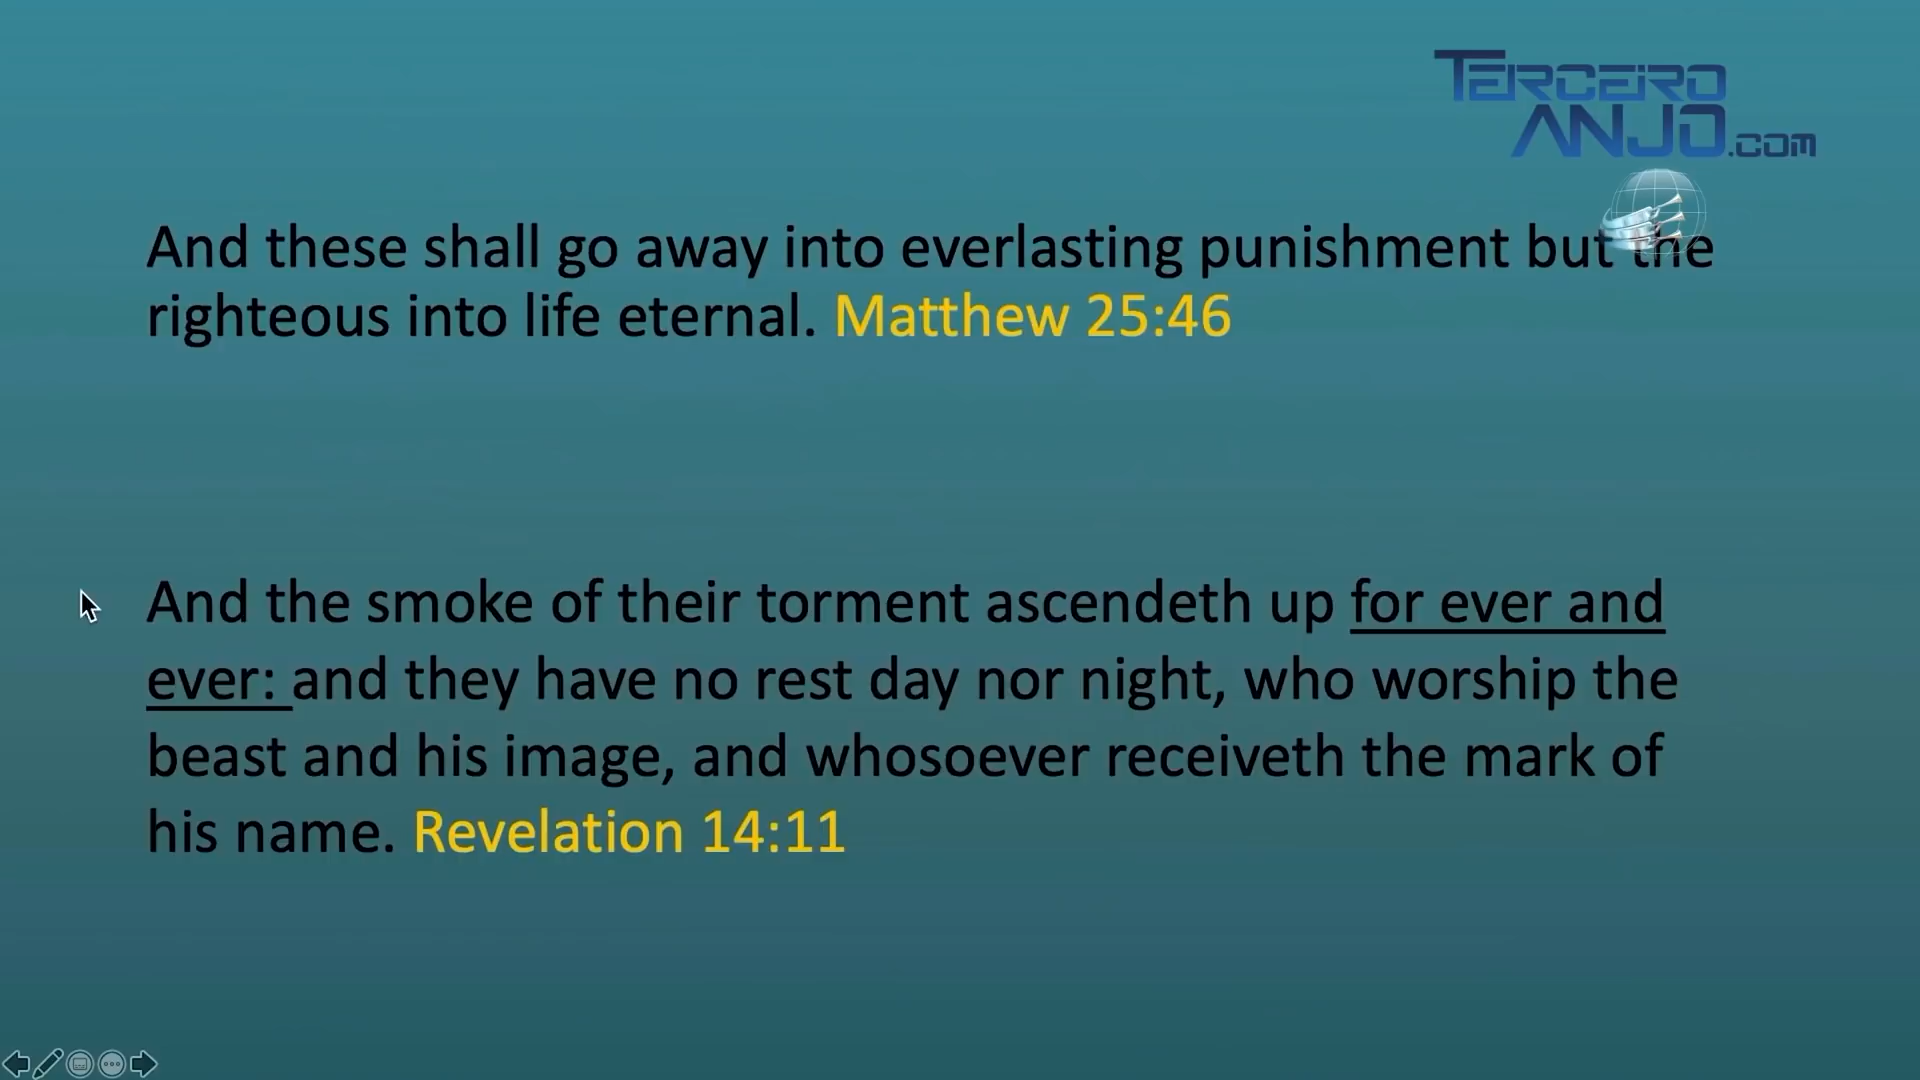 TERCEIRO
ANJO.com
And these shall go away into everlasting punishment but the
righteous into life eternal. Matthew 25:46
And the smoke of their torment ascendeth up for ever and
ever: and they have no rest day nor night, who worship the
beast and his image, and whosoever receiveth the mark of
his name. Revelation 14:11